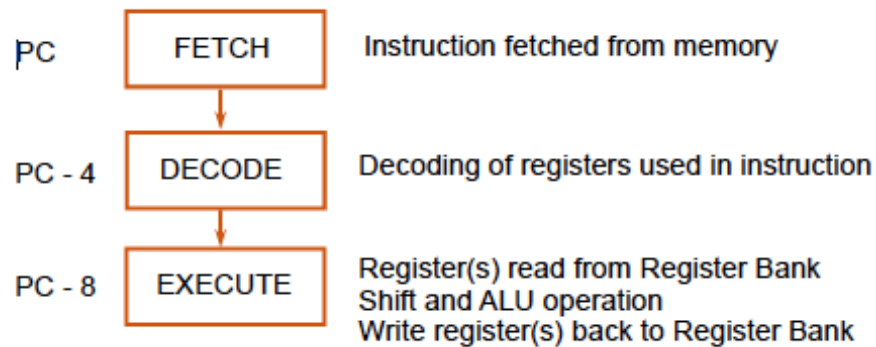 PC FETCH Instruction fetched from memory
PC - 4 DECODE Decoding of registers used in instruction
PC - 8 EXECUTE Register(s) read from Register Bank
Shift and ALU operation
Write register(s) back to Register Bank